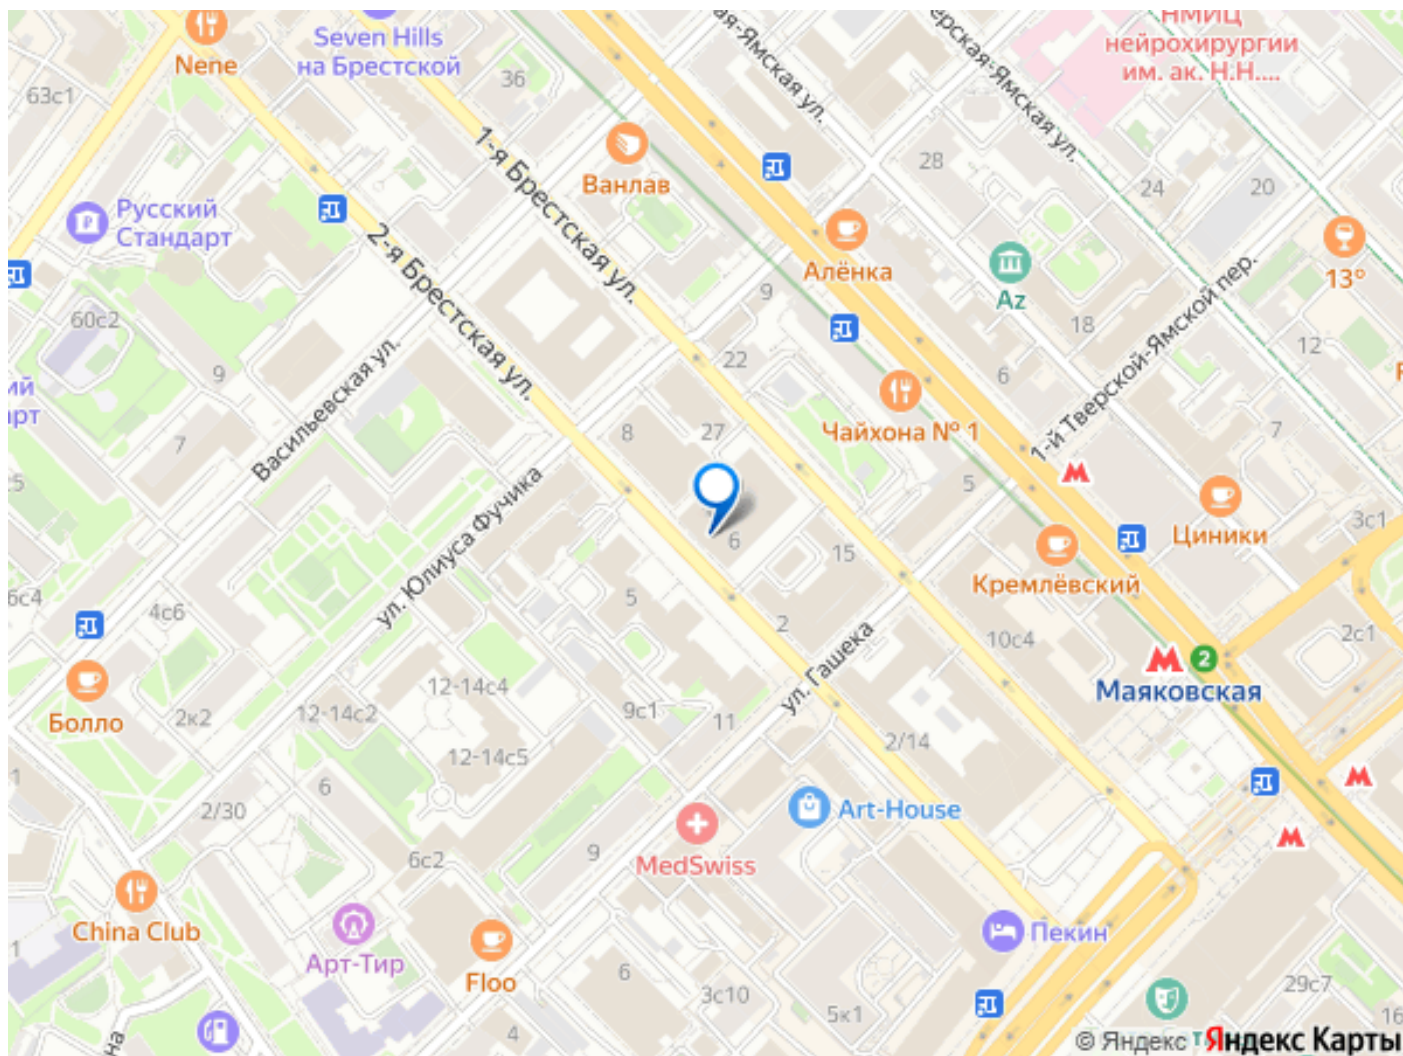 НМИЦ
нейрохирургии
им. ак. Н.Н....
Seven Hills
на Брестской
Nene
63с1
36
1-я Брестская ул.
Ванлав
28
24
20
Русский
Стандарт
2-я Брестская ул.
Алёнка
Az
13°
9
60с2
18
12
22
6
1-й Тверской-Ямской пер.
9
Васильевская ул.
Чайхона № 1
7
8
27
7
5
ул. Юлиуса Фучика
Циники
3с1
6
15
Кремлёвский
6с4
4с6
5
2
10с4
2с1
ул. Гашека
2
Маяковская
Болло
2к2
12-14с4
12-14с2
9с1
11
2/14
12-14с5
6
2/30
Art-House
MedSwiss
6с2
9
China Club
Арт-Тир
Floo
Пекин
6
3с10
5к1
4
29с7
16
© Яндекс Яндекс Карты